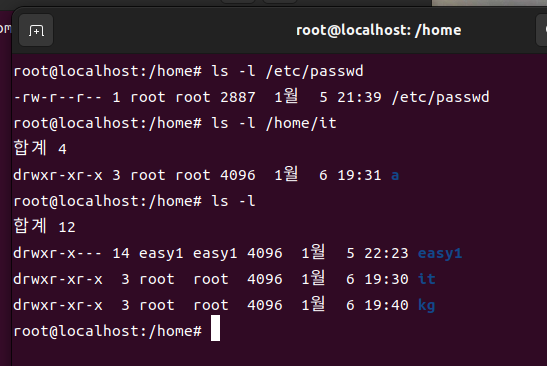 root@localhost: /home
root@localhost:/home# ls -l /etc/passwd
-rw-r--r-- 1 root root 2887  1월  5 21:39 /etc/passwd
root@localhost:/home# ls -l /home/it
합계 4
drwxr-xr-x 3 root root 4096  1월  6 19:31 a
root@localhost:/home# ls -l
합계 12
drwxr-x--- 14 easy1 easy1 4096  1월  5 22:23 easy1
drwxr-xr-x  3 root  root  4096  1월  6 19:30 it
drwxr-xr-x  3 root  root  4096  1월  6 19:40 kg
root@localhost:/home#